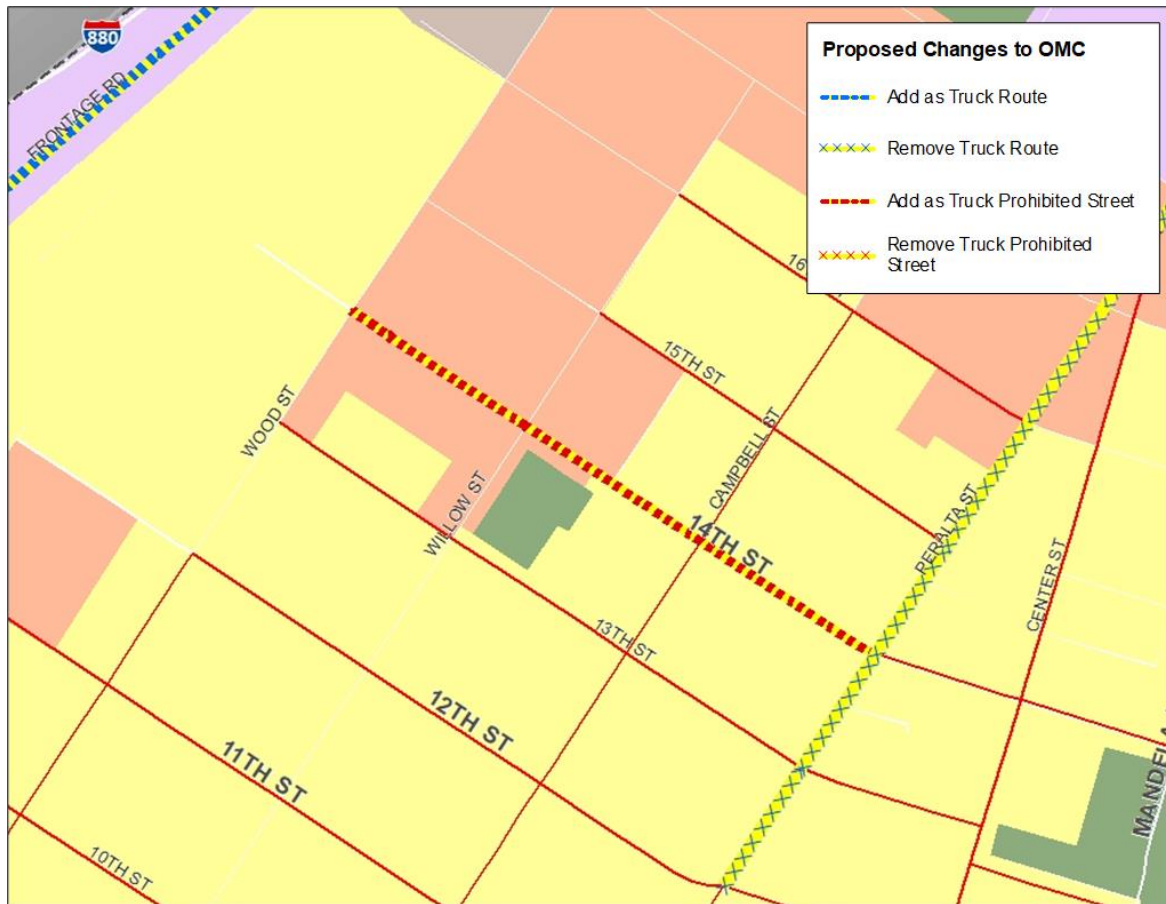 880
FRONTAGE RD
Proposed Changes to OMC
Add as Truck Route
Remove Truck Route
Add as Truck Prohibited Street
Remove Truck Prohibited
Street
15TH ST
WOOD ST
CAMPBELL ST
WILLOW ST
14TH ST
PERALTA ST
CENTER ST
13TH ST
12TH ST
11TH ST
10TH ST